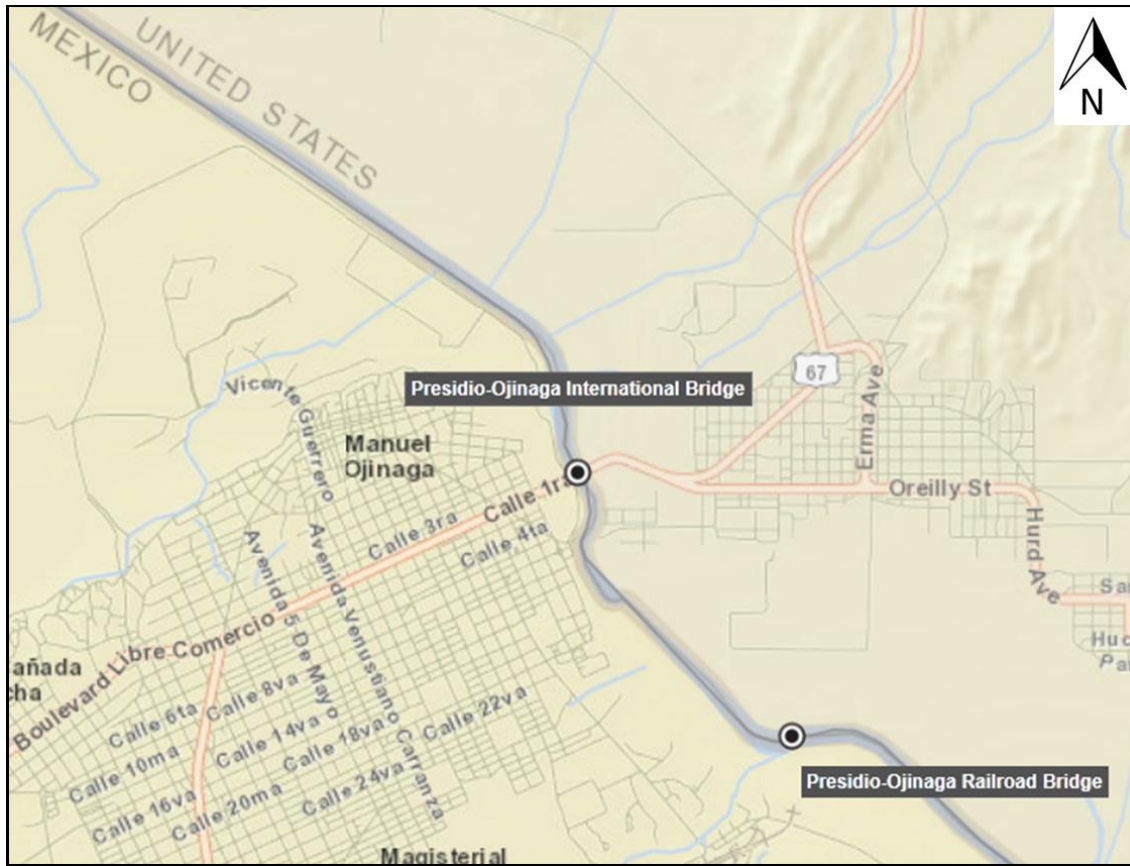 UNITED STATES
MEXICO
N
67
Presidio-Ojinaga International Bridge
Vicente Guerrero
Manuel
Ojinaga
Erma Ave
Calle 1ra
Oreilly St
Calle 3ra
Calle 4ta
Hurd Ave
Avenida 5 De Mayo
Avenida Venustiano Carranza
Boulevard Libre Comercio
Calle 6ta
Calle 8va
Calle 22va
Calle 10ma
Calle 14va
Calle 18va
Calle 16va
Calle 20ma
Calle 24va
Presidio-Ojinaga Railroad Bridge
Magisterial